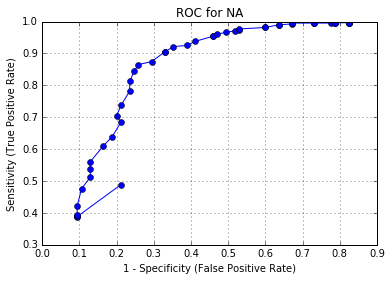 ROC for NA
1.0
0.9
0.8
0.7
0.6
0.5
0.4
0.3
Sensitivity (True Positive Rate)
0.0 0.1 0.2 0.3 0.4 0.5 0.6 0.7 0.8 0.9
1 - Specificity (False Positive Rate)